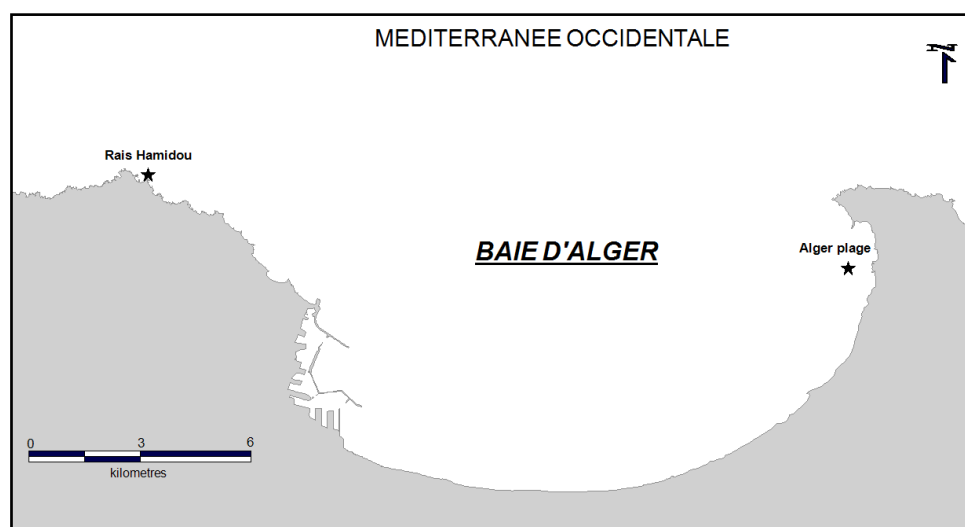 MEDITERRANEE OCCIDENTALE
N
Rais Hamidou
BAIE D'ALGER
Alger plage
0 3 6
kilometres